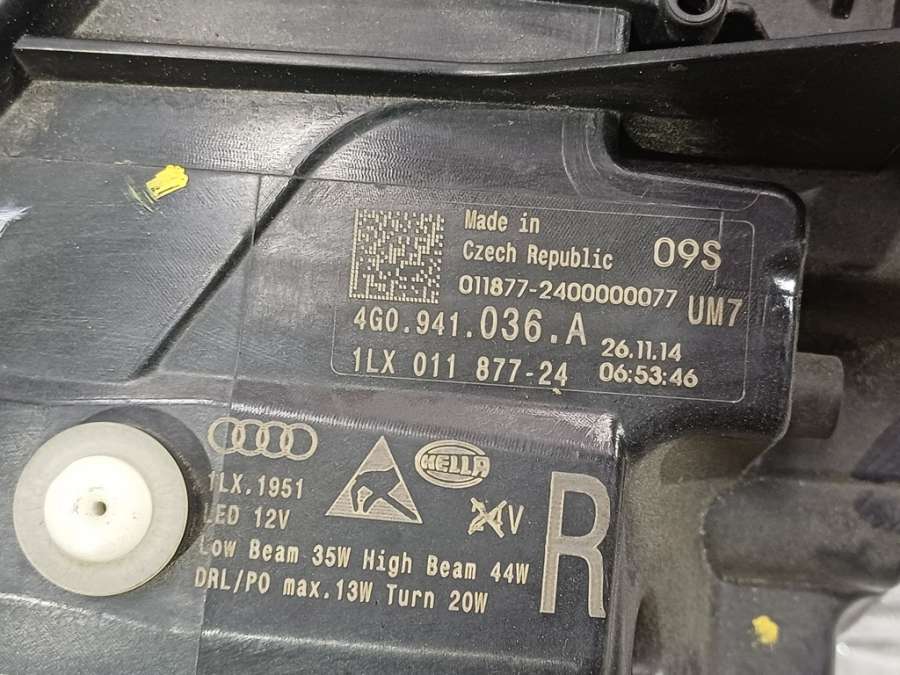 Made in
Czech Republic 09S
011877-2400000077 UM7
4G0.941.036.A 26.11.14
1LX 011 877-24 06:53:46
HELLA
1LX.1951
LED 12V 24V
Low Beam 35W High Beam 44W
DRL/PO max.13W Turn 20W
R